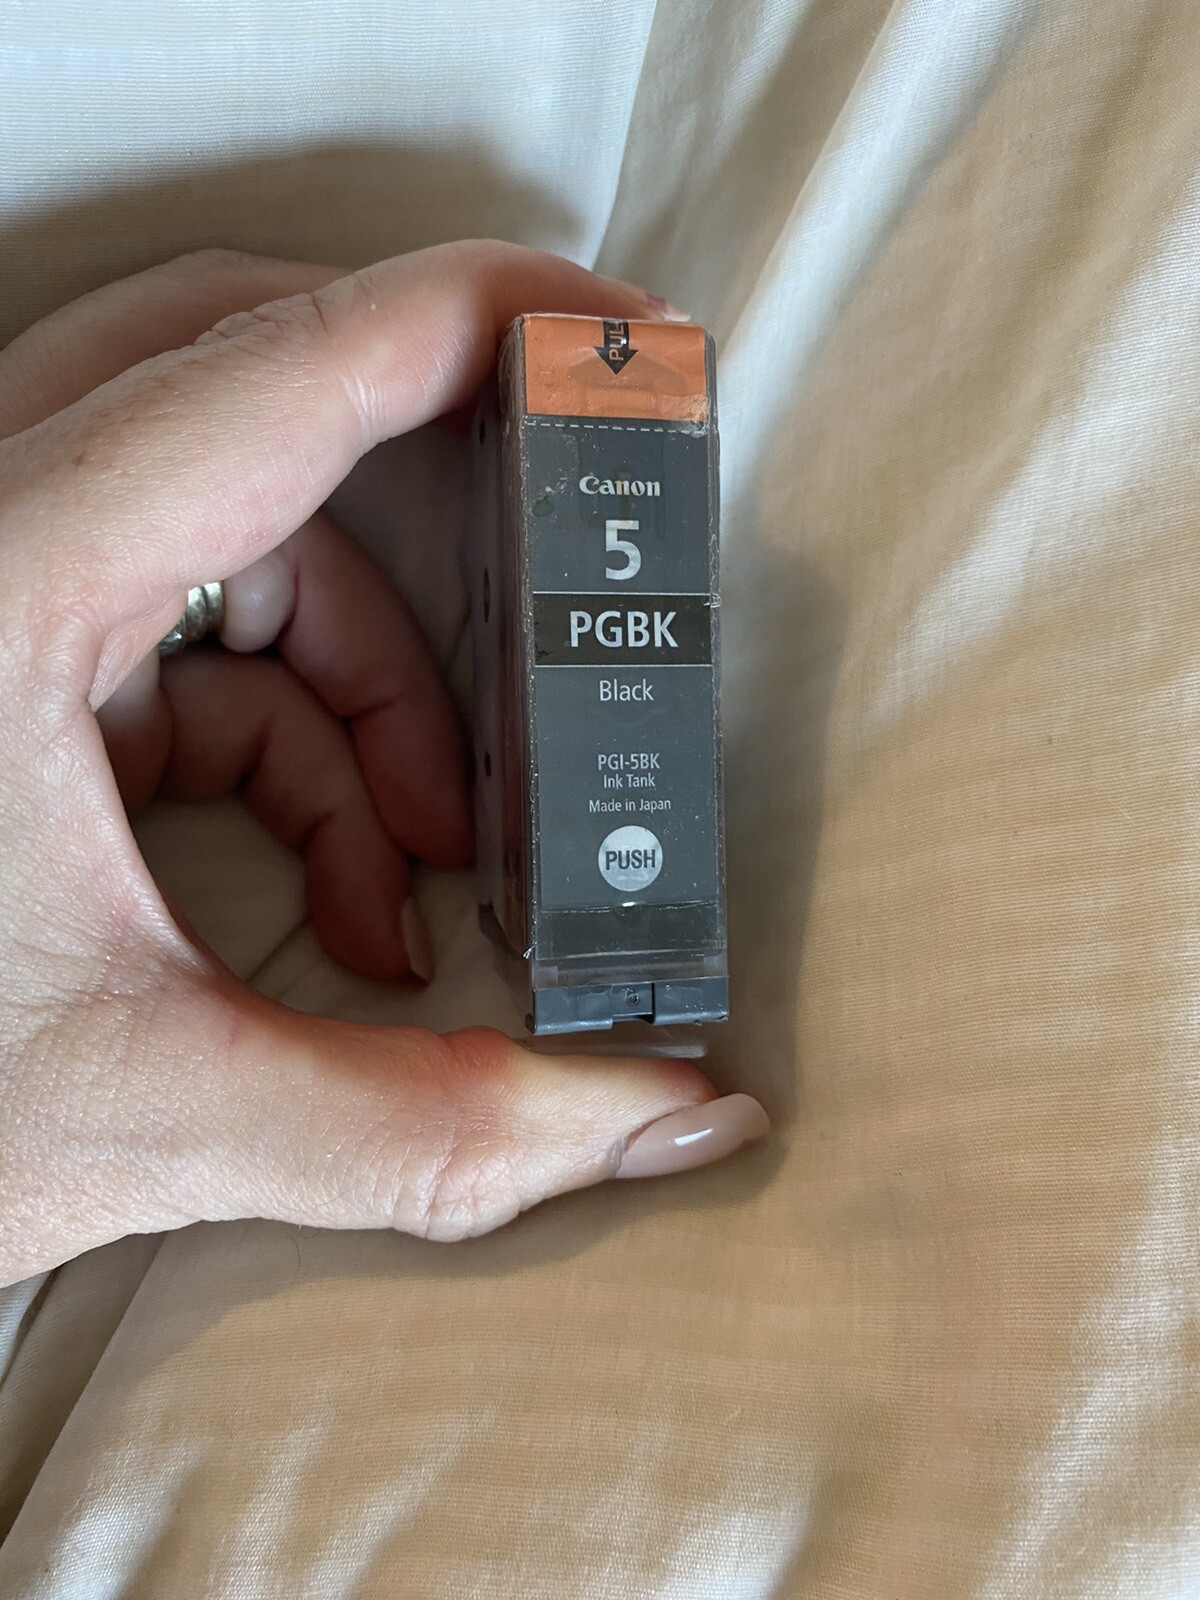 PULL
Canon
5
PGBK
Black
PGI-5BK
Ink Tank
Made in Japan
PUSH